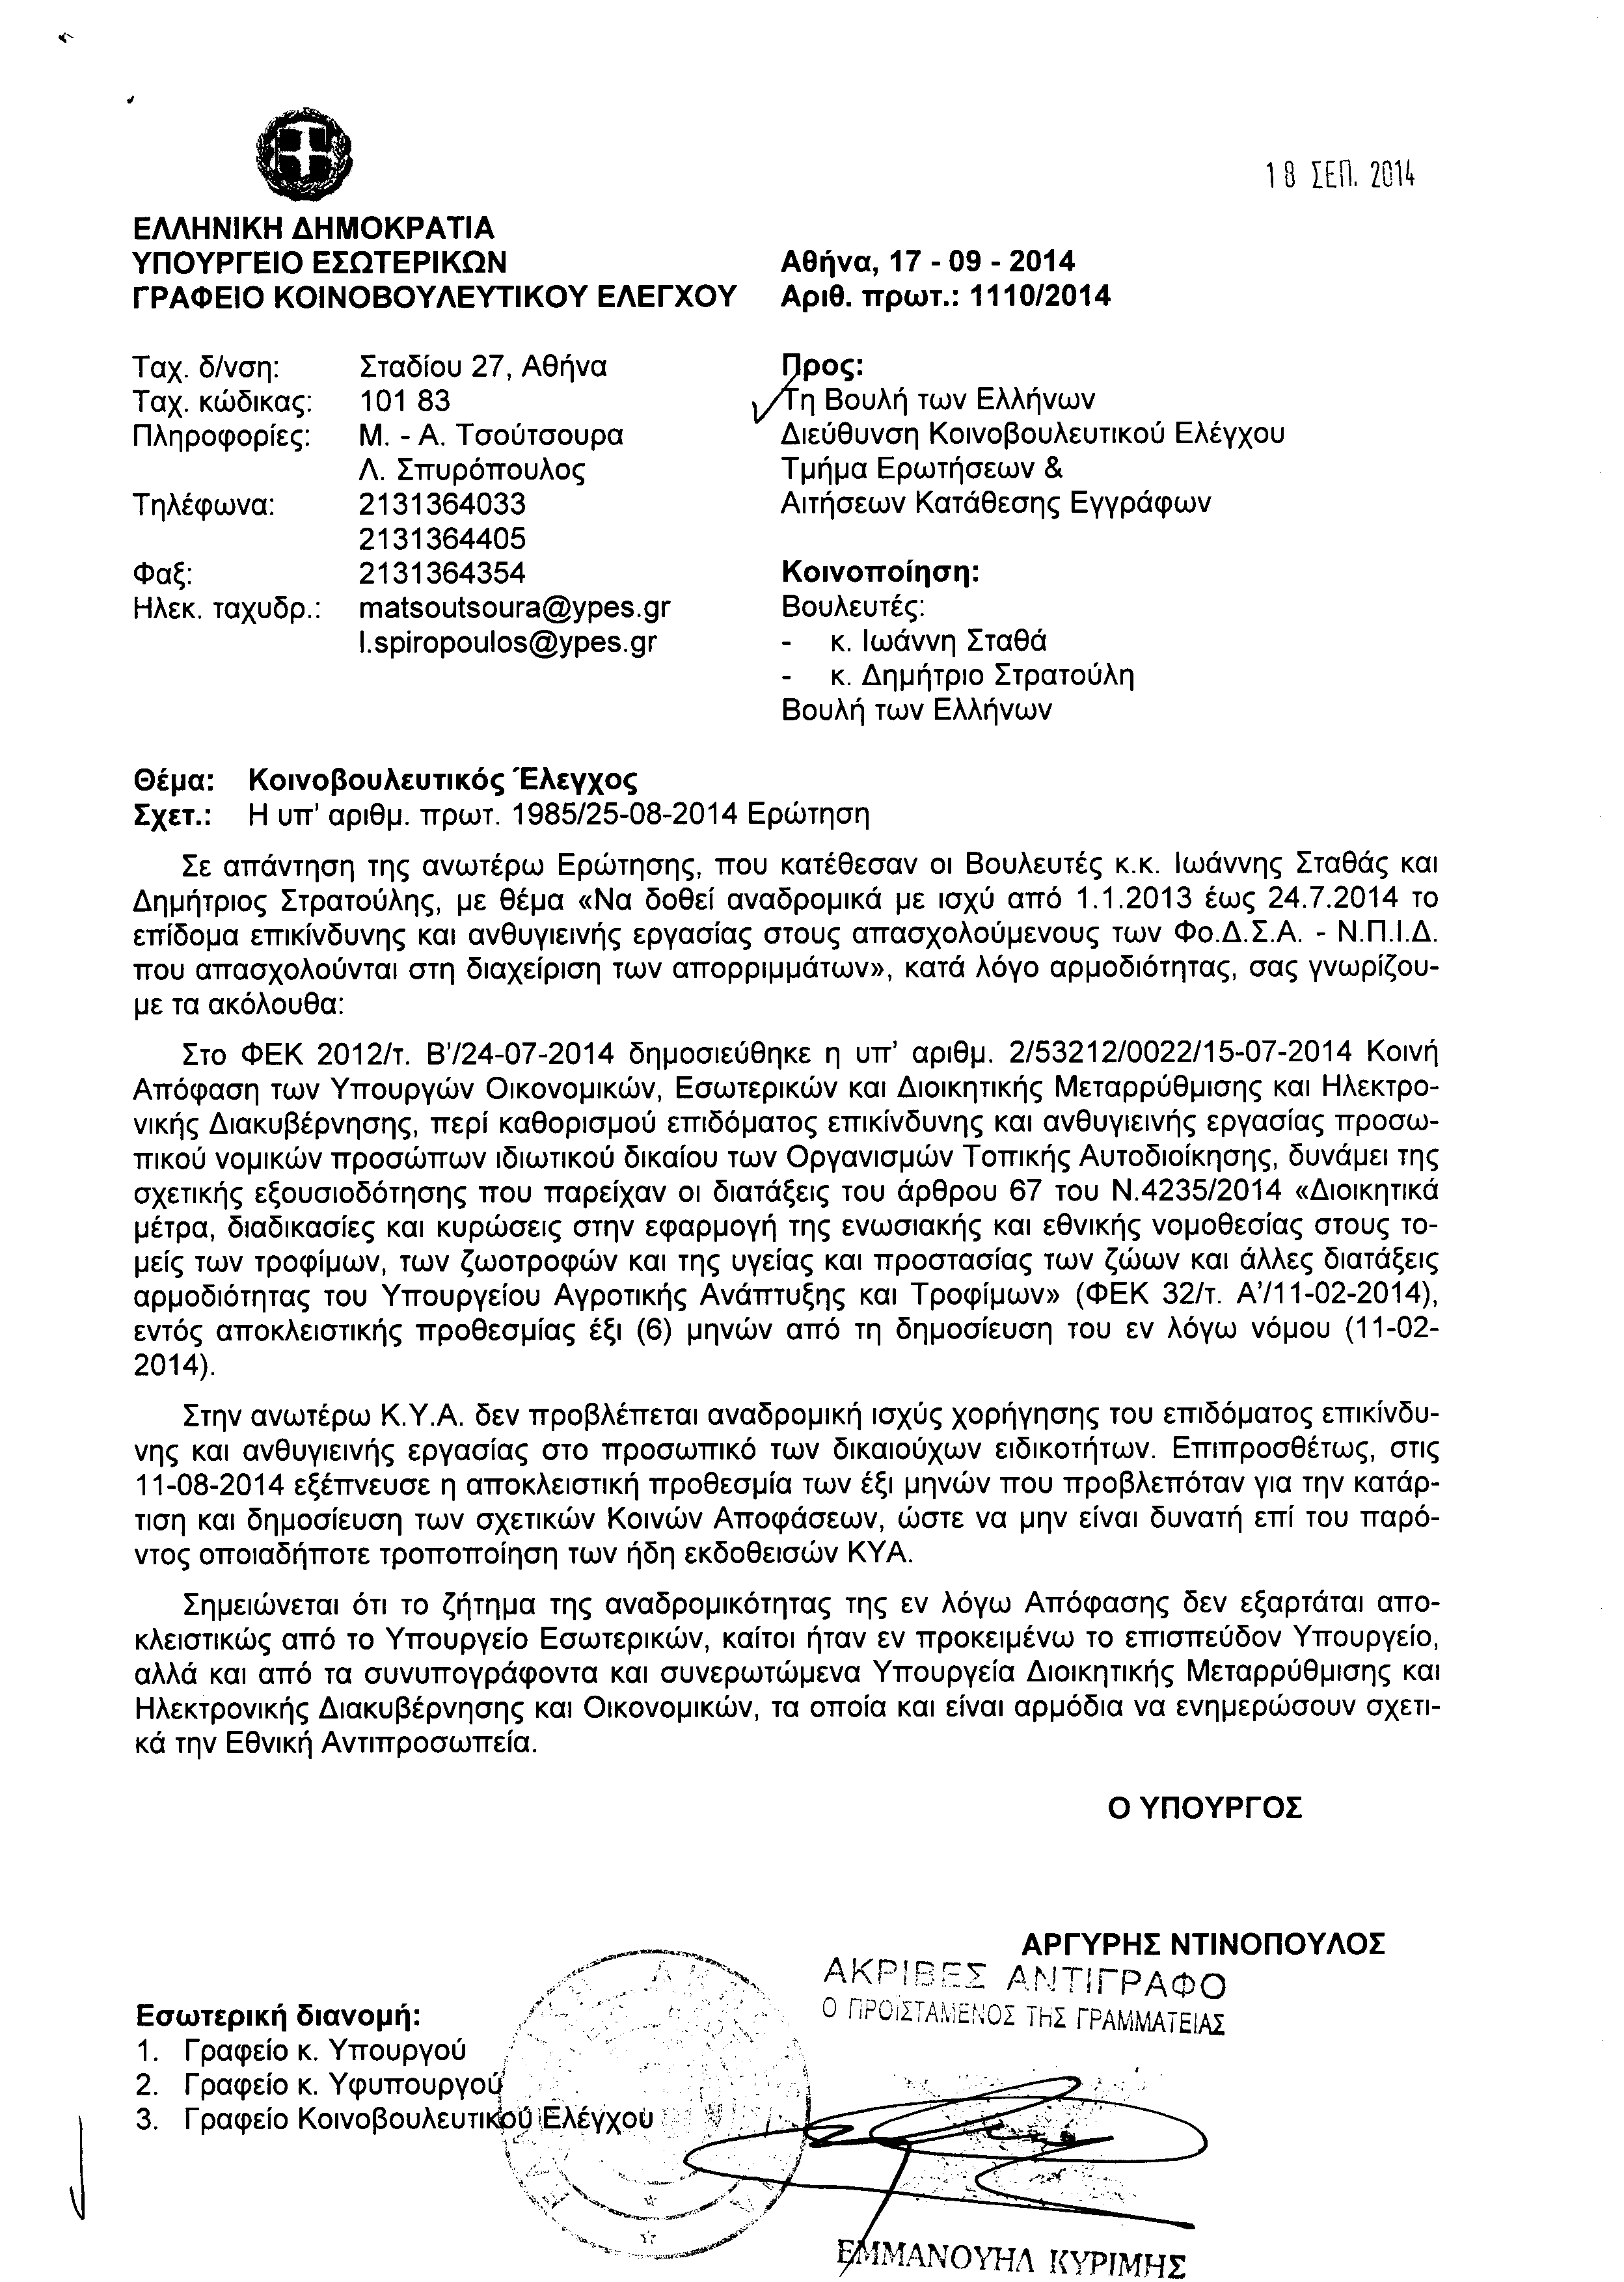 18 ΣΕΠ. 2014
ΕΛΛΗΝΙΚΗ ΔΗΜΟΚΡΑΤΙΑ
ΥΠΟΥΡΓΕΙΟ ΕΣΩΤΕΡΙΚΩΝ
ΓΡΑΦΕΙΟ ΚΟΙΝΟΒΟΥΛΕΥΤΙΚΟΥ ΕΛΕΓΧΟΥ
Αθήνα, 17 - 09 - 2014
Αριθ. πρωτ.: 1110/2014
Ταχ. δ/νση: Σταδίου 27, Αθήνα
Ταχ. κώδικας: 101 83
Πληροφορίες: Μ. - Α. Τσούτσουρα
Λ. Σπυρόπουλος
Τηλέφωνα: 2131364033
2131364405
Φαξ: 2131364354
Ηλεκ. ταχυδρ.: matsoutsoura@ypes.gr
l.spiropoulos@ypes.gr
Προς:
Τη Βουλή των Ελλήνων
Διεύθυνση Κοινοβουλευτικού Ελέγχου
Τμήμα Ερωτήσεων &
Αιτήσεων Κατάθεσης Εγγράφων
Κοινοποίηση:
Βουλευτές:
- κ. Ιωάννη Σταθά
- κ. Δημήτριο Στρατούλη
Βουλή των Ελλήνων
Θέμα: Κοινοβουλευτικός Έλεγχος
Σχετ.: Η υπ' αριθμ. πρωτ. 1985/25-08-2014 Ερώτηση
Σε απάντηση της ανωτέρω Ερώτησης, που κατέθεσαν οι Βουλευτές κ.κ. Ιωάννης Σταθάς και
Δημήτριος Στρατούλης, με θέμα «Να δοθεί αναδρομικά με ισχύ από 1.1.2013 έως 24.7.2014 το
επίδομα επικίνδυνης και ανθυγιεινής εργασίας στους απασχολούμενους των Φο.Δ.Σ.Α. - Ν.Π.Ι.Δ.
που απασχολούνται στη διαχείριση των απορριμμάτων», κατά λόγο αρμοδιότητας, σας γνωρίζου-
με τα ακόλουθα:
Στο ΦΕΚ 2012/τ. Β'/24-07-2014 δημοσιεύθηκε η υπ' αριθμ. 2/53212/0022/15-07-2014 Κοινή
Απόφαση των Υπουργών Οικονομικών, Εσωτερικών και Διοικητικής Μεταρρύθμισης και Ηλεκτρο-
νικής Διακυβέρνησης, περί καθορισμού επιδόματος επικίνδυνης και ανθυγιεινής εργασίας προσω-
πικού νομικών προσώπων ιδιωτικού δικαίου των Οργανισμών Τοπικής Αυτοδιοίκησης, δυνάμει της
σχετικής εξουσιοδότησης που παρείχαν οι διατάξεις του άρθρου 67 του Ν.4235/2014 «Διοικητικά
μέτρα, διαδικασίες και κυρώσεις στην εφαρμογή της ενωσιακής και εθνικής νομοθεσίας στους το-
μείς των τροφίμων, των ζωοτροφών και της υγείας και προστασίας των ζώων και άλλες διατάξεις
αρμοδιότητας του Υπουργείου Αγροτικής Ανάπτυξης και Τροφίμων» (ΦΕΚ 32/τ. Α'/11-02-2014),
εντός αποκλειστικής προθεσμίας έξι (6) μηνών από τη δημοσίευση του εν λόγω νόμου (11-02-
2014).
Στην ανωτέρω Κ.Υ.Α. δεν προβλέπεται αναδρομική ισχύς χορήγησης του επιδόματος επικίνδυ-
νης και ανθυγιεινής εργασίας στο προσωπικό των δικαιούχων ειδικοτήτων. Επιπροσθέτως, στις
11-08-2014 εξέπνευσε η αποκλειστική προθεσμία των έξι μηνών που προβλεπόταν για την κατάρ-
τιση και δημοσίευση των σχετικών Κοινών Αποφάσεων, ώστε να μην είναι δυνατή επί του παρό-
ντος οποιαδήποτε τροποποίηση των ήδη εκδοθεισών ΚΥΑ.
Σημειώνεται ότι το ζήτημα της αναδρομικότητας της εν λόγω Απόφασης δεν εξαρτάται απο-
κλειστικώς από το Υπουργείο Εσωτερικών, καίτοι ήταν εν προκειμένω το επισπεύδον Υπουργείο,
αλλά και από τα συνυπογράφοντα και συνερωτώμενα Υπουργεία Διοικητικής Μεταρρύθμισης και
Ηλεκτρονικής Διακυβέρνησης και Οικονομικών, τα οποία και είναι αρμόδια να ενημερώσουν σχετι-
κά την Εθνική Αντιπροσωπεία.
Ο ΥΠΟΥΡΓΟΣ
ΑΡΓΥΡΗΣ ΝΤΙΝΟΠΟΥΛΟΣ
ΑΚΡΙΒΕΣ ΑΝΤΙΓΡΑΦΟ
Ο ΠΡΟΪΣΤΑΜΕΝΟΣ ΤΗΣ ΓΡΑΜΜΑΤΕΙΑΣ
Εσωτερική διανομή:
1. Γραφείο κ. Υπουργού
2. Γραφείο κ. Υφυπουργού
3. Γραφείο Κοινοβουλευτικού Ελέγχου
ΕΜΜΑΝΟΥΗΛ ΚΥΡΙΜΗΣ